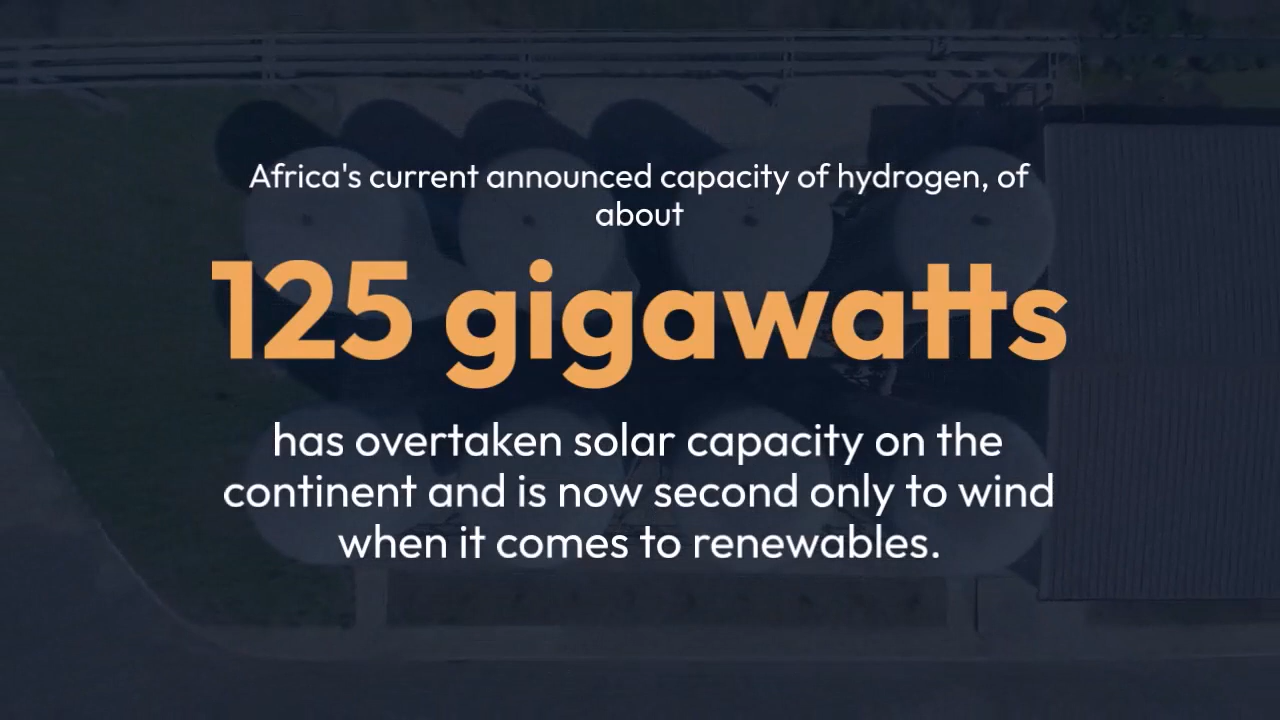 Africa's current announced capacity of hydrogen, of
about
125 gigawatts
has overtaken solar capacity on the
continent and is now second only to wind
when it comes to renewables.